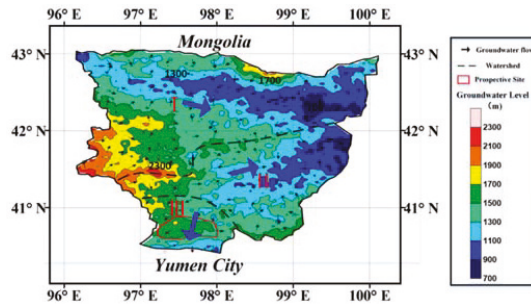 96° E 97° E 98° E 99° E 100° E
Mongolia
43° N
43° N
1300
1700
I
42° N
42° N
2300
II
41° N
41° N
III
Yumen City
96° E 97° E 98° E 99° E 100° E
Groundwater flow
Watershed
Prospective Site
Groundwater Level
(m)
2300
2100
1900
1700
1500
1300
1100
900
700